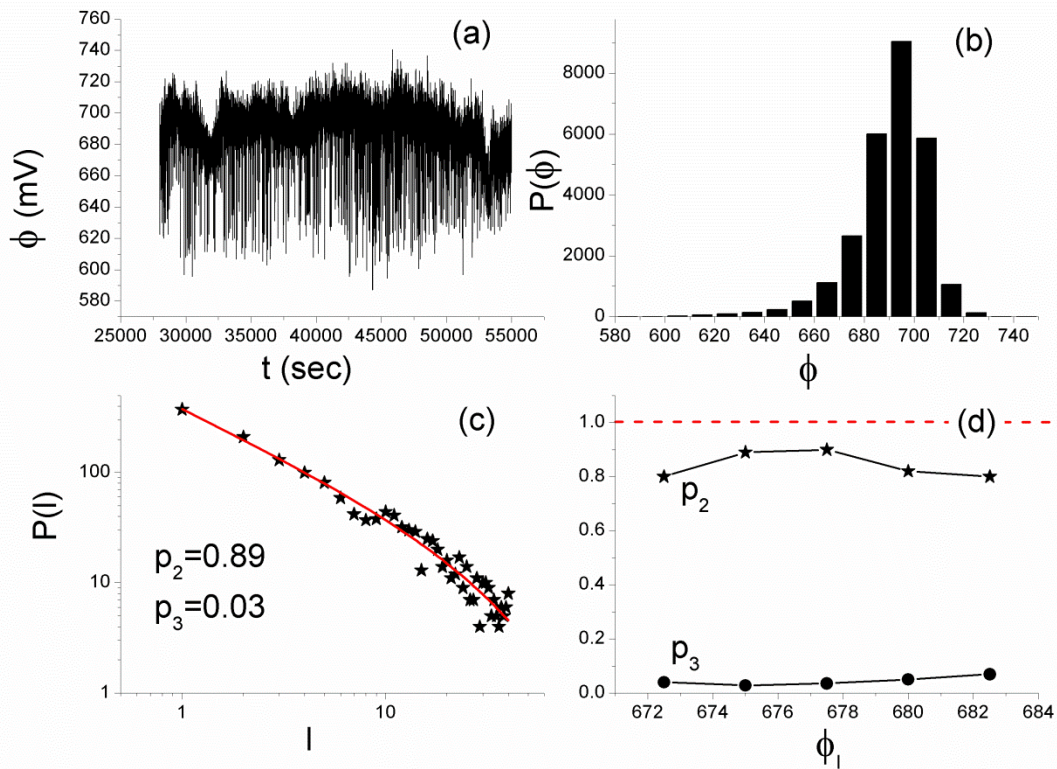 (a)
760
740
720
700
680
660
640
620
600
580
25000 30000 35000 40000 45000 50000 55000
ϕ (mV)
t (sec)
(b)
8000
6000
4000
2000
0
580 600 620 640 660 680 700 720 740
P(ϕ)
ϕ
(c)
100
10
1
1 10
P(l)
l
p₂=0.89
p₃=0.03
(d)
1.0
0.8
0.6
0.4
0.2
0.0
672 674 676 678 680 682 684
p₂
p₃
ϕₗ